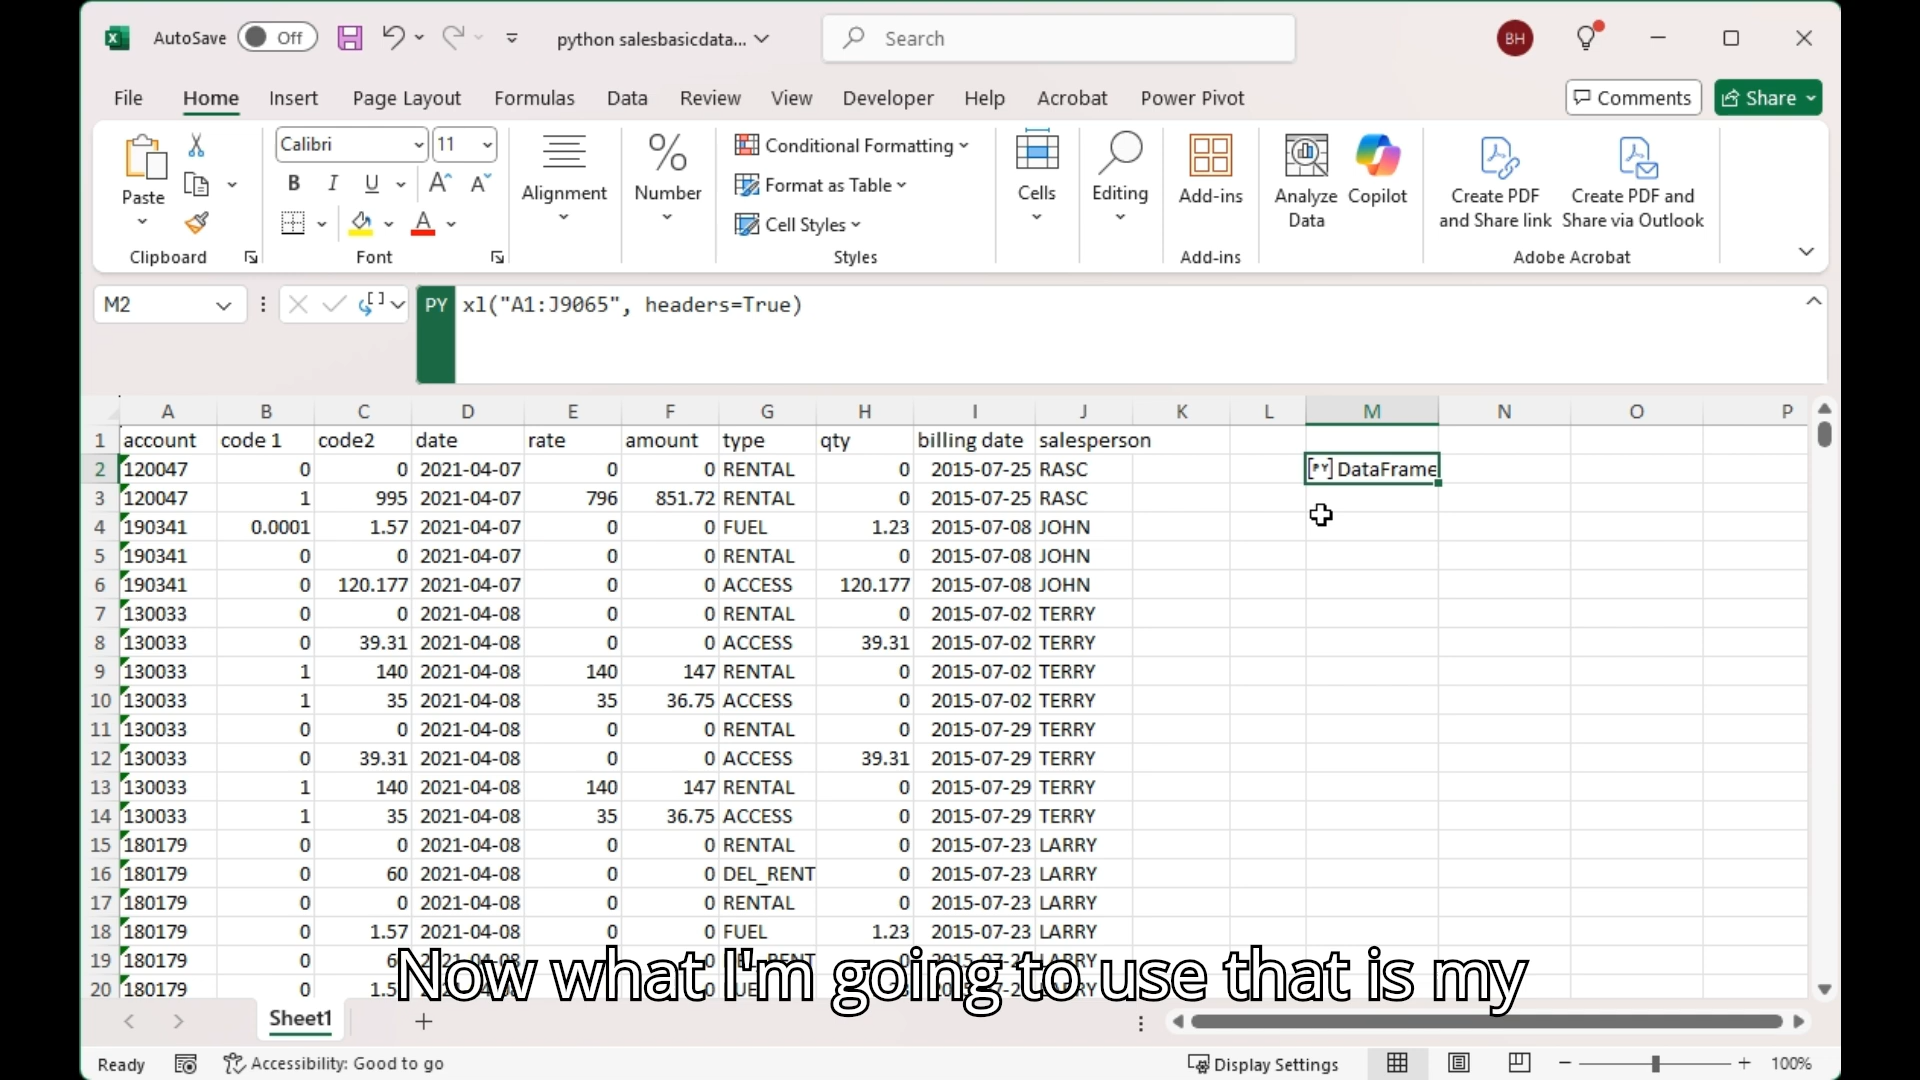 AutoSave Off python salesbasicdata... Search BH
File Home Insert Page Layout Formulas Data Review View Developer Help Acrobat Power Pivot Comments Share
Paste
Clipboard
Calibri 11
B I U A A
A
Font
Alignment
% Number
Conditional Formatting
Format as Table
Cell Styles
Styles
Cells
Editing
Add-ins
Add-ins
Analyze
Data
Copilot
Create PDF
and Share link
Create PDF and
Share via Outlook
Adobe Acrobat
M2 PY xl("A1:J9065", headers=True)
A B C D E F G H I J K L M N O P
1 account code 1 code2 date rate amount type qty billing date salesperson
2 120047 0 0 2021-04-07 0 0 RENTAL 0 2015-07-25 RASC [PY] DataFrame
3 120047 1 995 2021-04-07 796 851.72 RENTAL 0 2015-07-25 RASC
4 190341 0.0001 1.57 2021-04-07 0 0 FUEL 1.23 2015-07-08 JOHN
5 190341 0 0 2021-04-07 0 0 RENTAL 0 2015-07-08 JOHN
6 190341 0 120.177 2021-04-07 0 0 ACCESS 120.177 2015-07-08 JOHN
7 130033 0 0 2021-04-08 0 0 RENTAL 0 2015-07-02 TERRY
8 130033 0 39.31 2021-04-08 0 0 ACCESS 39.31 2015-07-02 TERRY
9 130033 1 140 2021-04-08 140 147 RENTAL 0 2015-07-02 TERRY
10 130033 1 35 2021-04-08 35 36.75 ACCESS 0 2015-07-02 TERRY
11 130033 0 0 2021-04-08 0 0 RENTAL 0 2015-07-29 TERRY
12 130033 0 39.31 2021-04-08 0 0 ACCESS 39.31 2015-07-29 TERRY
13 130033 1 140 2021-04-08 140 147 RENTAL 0 2015-07-29 TERRY
14 130033 1 35 2021-04-08 35 36.75 ACCESS 0 2015-07-29 TERRY
15 180179 0 0 2021-04-08 0 0 RENTAL 0 2015-07-23 LARRY
16 180179 0 60 2021-04-08 0 0 DEL_RENT 0 2015-07-23 LARRY
17 180179 0 0 2021-04-08 0 0 RENTAL 0 2015-07-23 LARRY
18 180179 0 1.57 2021-04-08 0 0 FUEL 1.23 2015-07-23 LARRY
19 180179 0
20 180179 0
Now what I'm going to use that is my
Sheet1
Ready Accessibility: Good to go Display Settings 100%